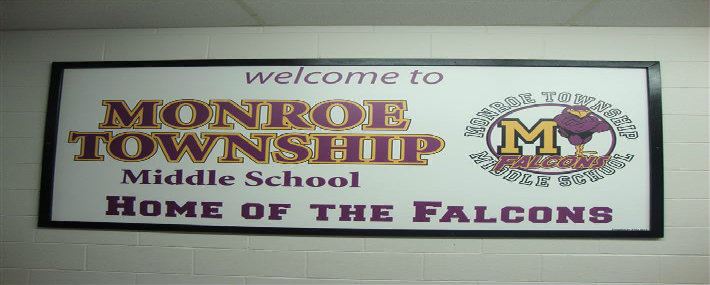 welcome to
MONROE
TOWNSHIP
Middle School
HOME OF THE FALCONS
MONROE TOWNSHIP
M
FALCONS
MIDDLE SCHOOL